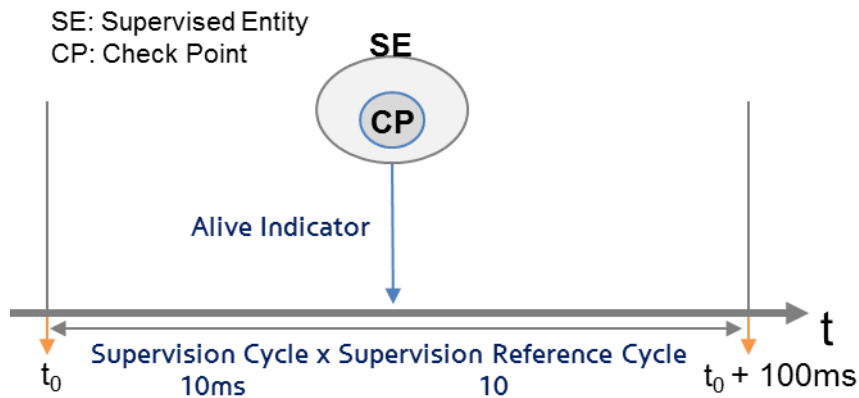 SE: Supervised Entity
CP: Check Point
SE
CP
Alive Indicator
t
Supervision Cycle x Supervision Reference Cycle
10ms 10
t0 t0 + 100ms